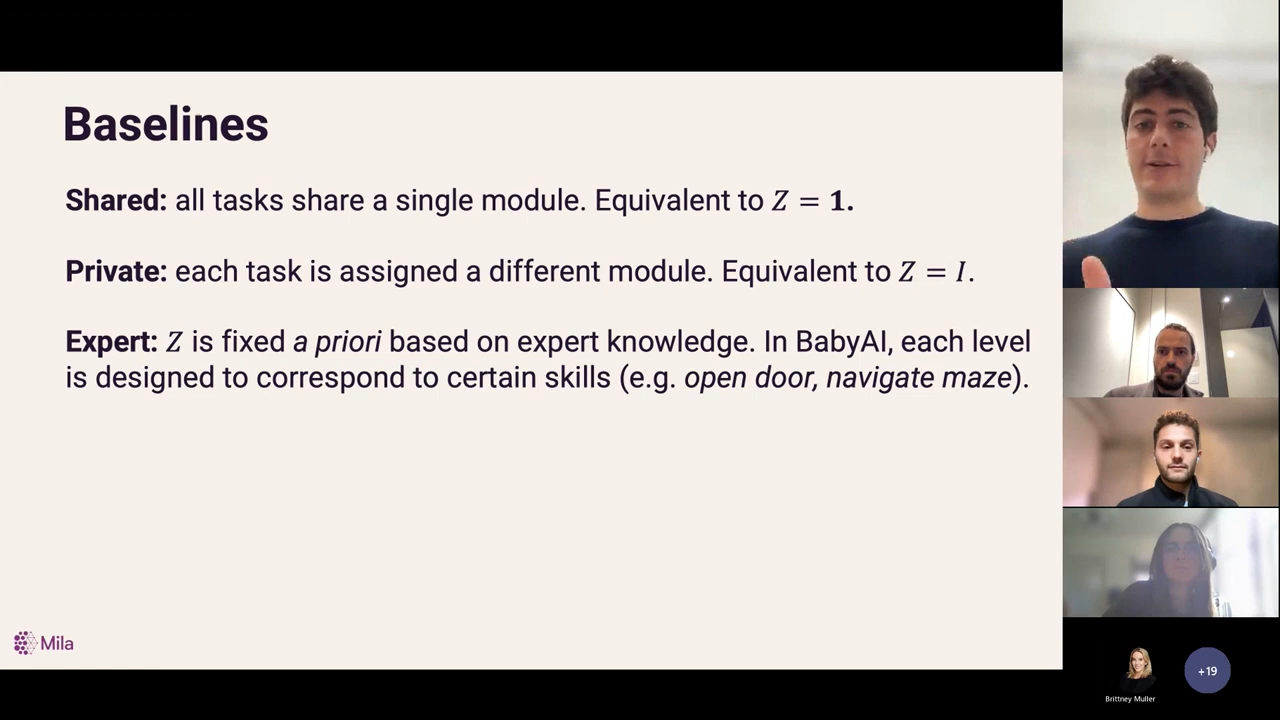 Baselines
Shared: all tasks share a single module. Equivalent to Z = 1.
Private: each task is assigned a different module. Equivalent to Z = I.
Expert: Z is fixed a priori based on expert knowledge. In BabyAI, each level
is designed to correspond to certain skills (e.g. open door, navigate maze).
Mila
Brittney Muller
+19